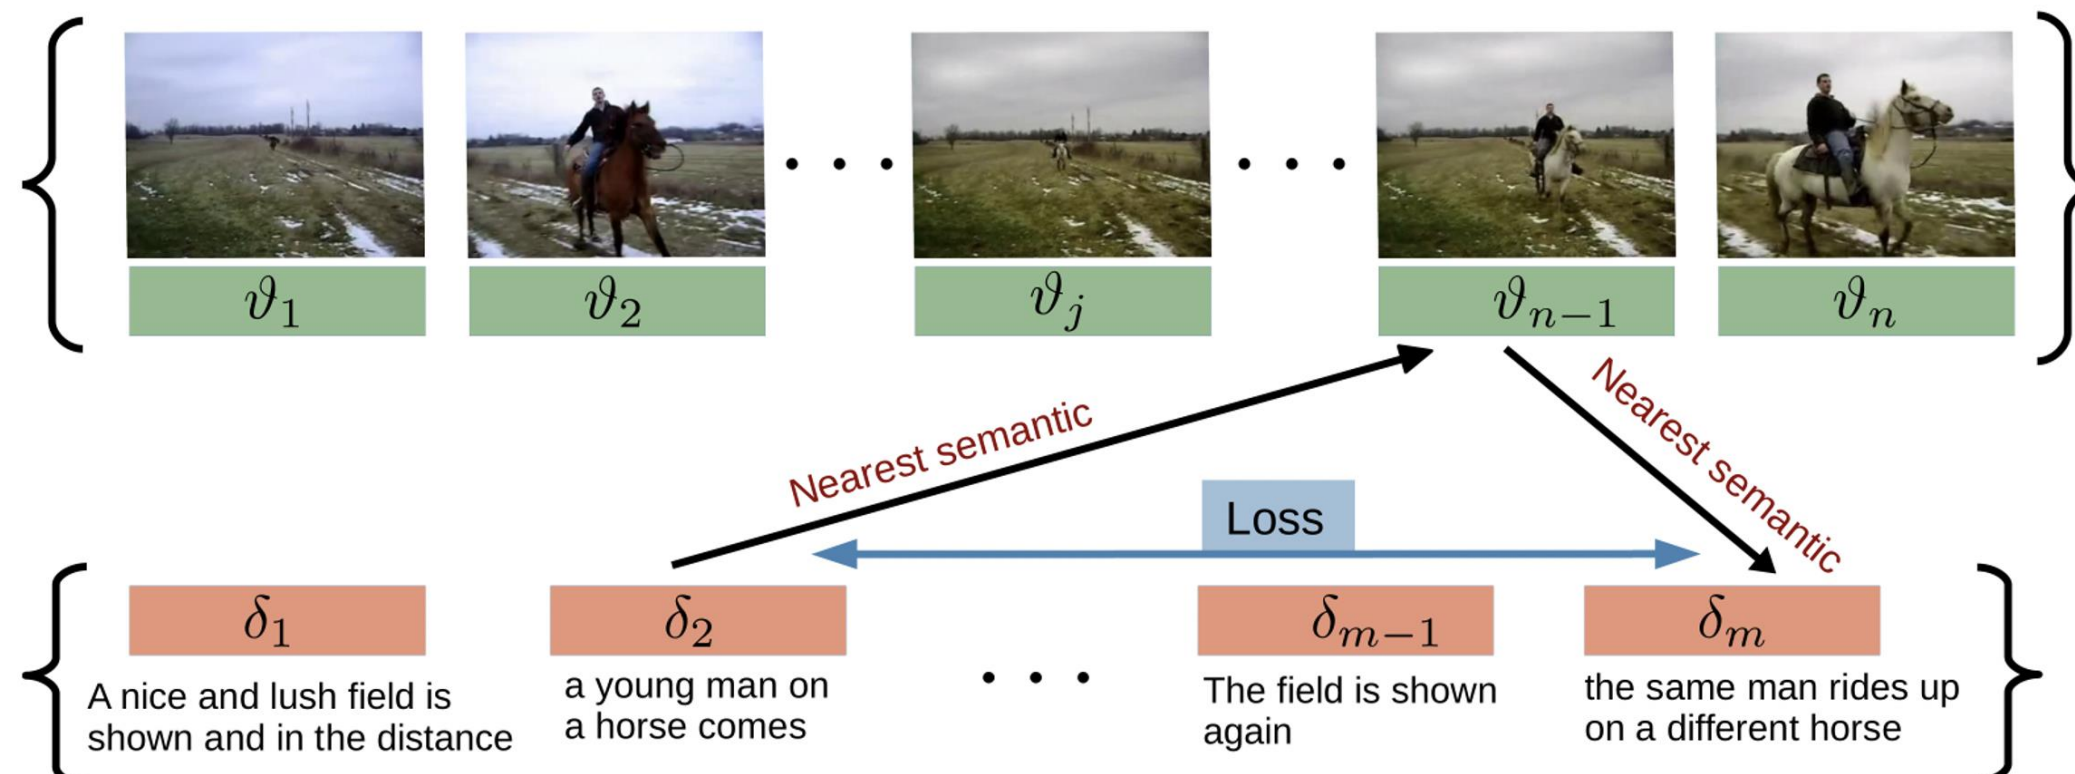 ϑ₁ ϑ₂ ϑⱼ ϑₙ₋₁ ϑₙ
Nearest semantic
Nearest semantic
Loss
δ₁ δ₂ δₘ₋₁ δₘ
A nice and lush field is
shown and in the distance
a young man on
a horse comes
The field is shown
again
the same man rides up
on a different horse